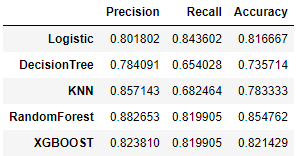 Precision Recall Accuracy
Logistic 0.801802 0.843602 0.816667
DecisionTree 0.784091 0.654028 0.735714
KNN 0.857143 0.682464 0.783333
RandomForest 0.882653 0.819905 0.854762
XGBOOST 0.823810 0.819905 0.821429